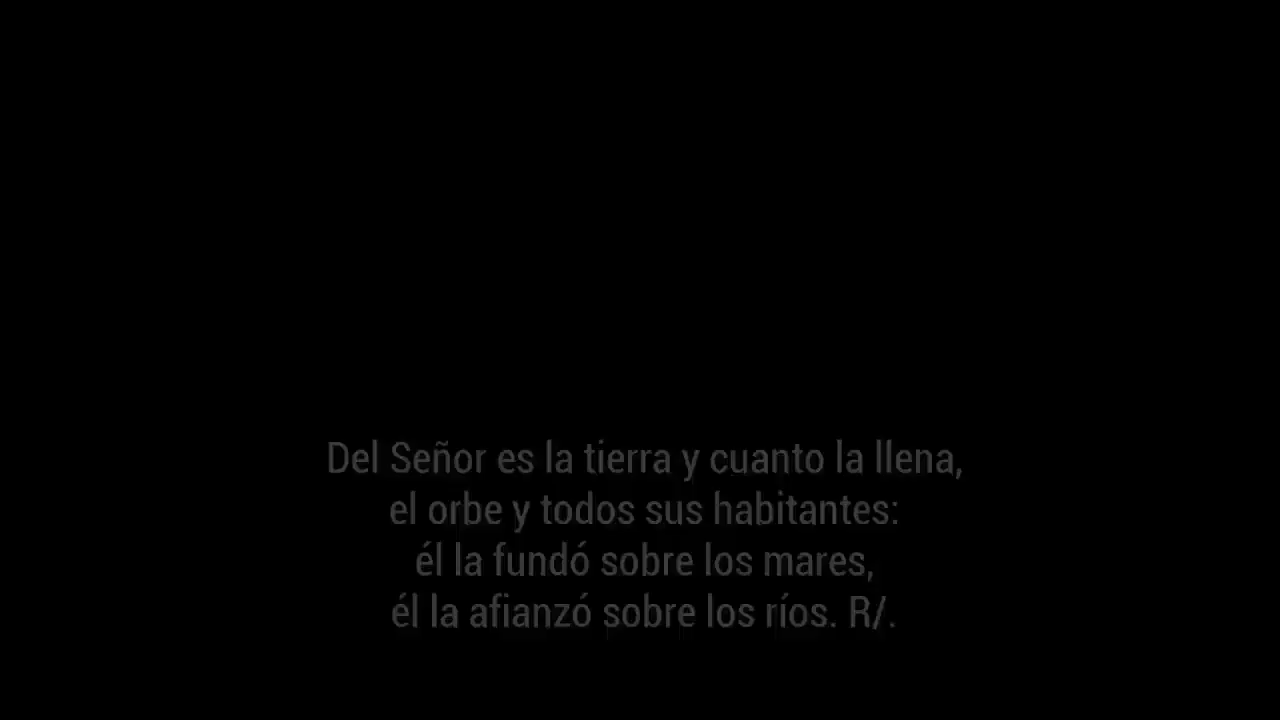 Del Señor es la tierra y cuanto la llena,
el orbe y todos sus habitantes:
él la fundó sobre los mares,
él la afianzó sobre los ríos. R/.